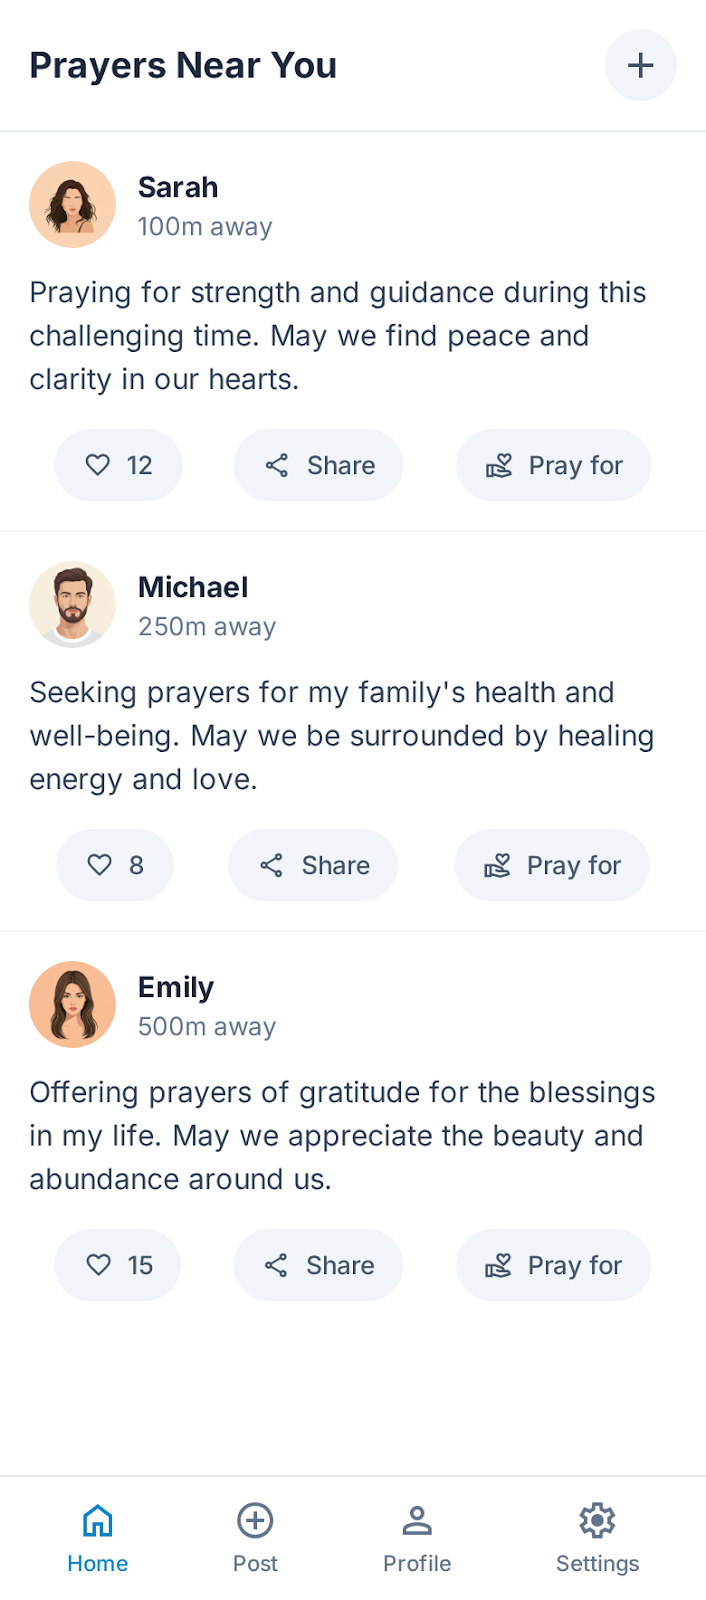 Prayers Near You
Sarah
100m away
Praying for strength and guidance during this
challenging time. May we find peace and
clarity in our hearts.
12 Share Pray for
Michael
250m away
Seeking prayers for my family's health and
well-being. May we be surrounded by healing
energy and love.
8 Share Pray for
Emily
500m away
Offering prayers of gratitude for the blessings
in my life. May we appreciate the beauty and
abundance around us.
15 Share Pray for
Home Post Profile Settings